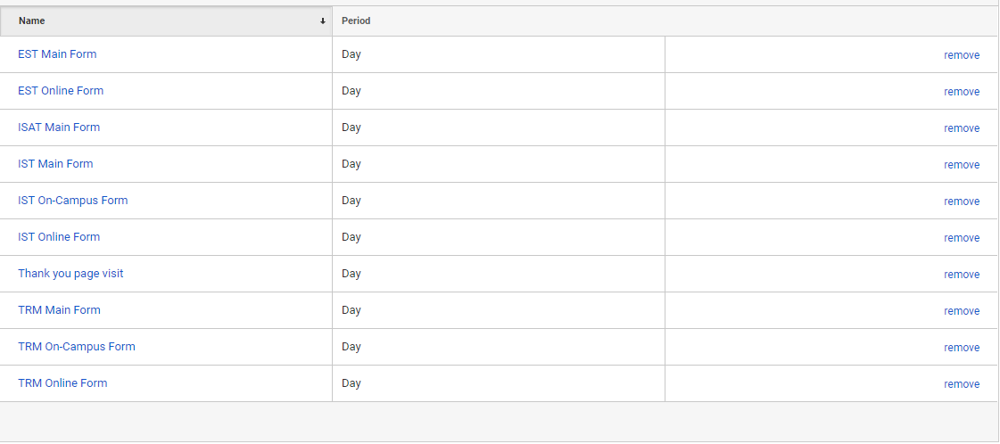 Name Period
EST Main Form Day remove
EST Online Form Day remove
ISAT Main Form Day remove
IST Main Form Day remove
IST On-Campus Form Day remove
IST Online Form Day remove
Thank you page visit Day remove
TRM Main Form Day remove
TRM On-Campus Form Day remove
TRM Online Form Day remove